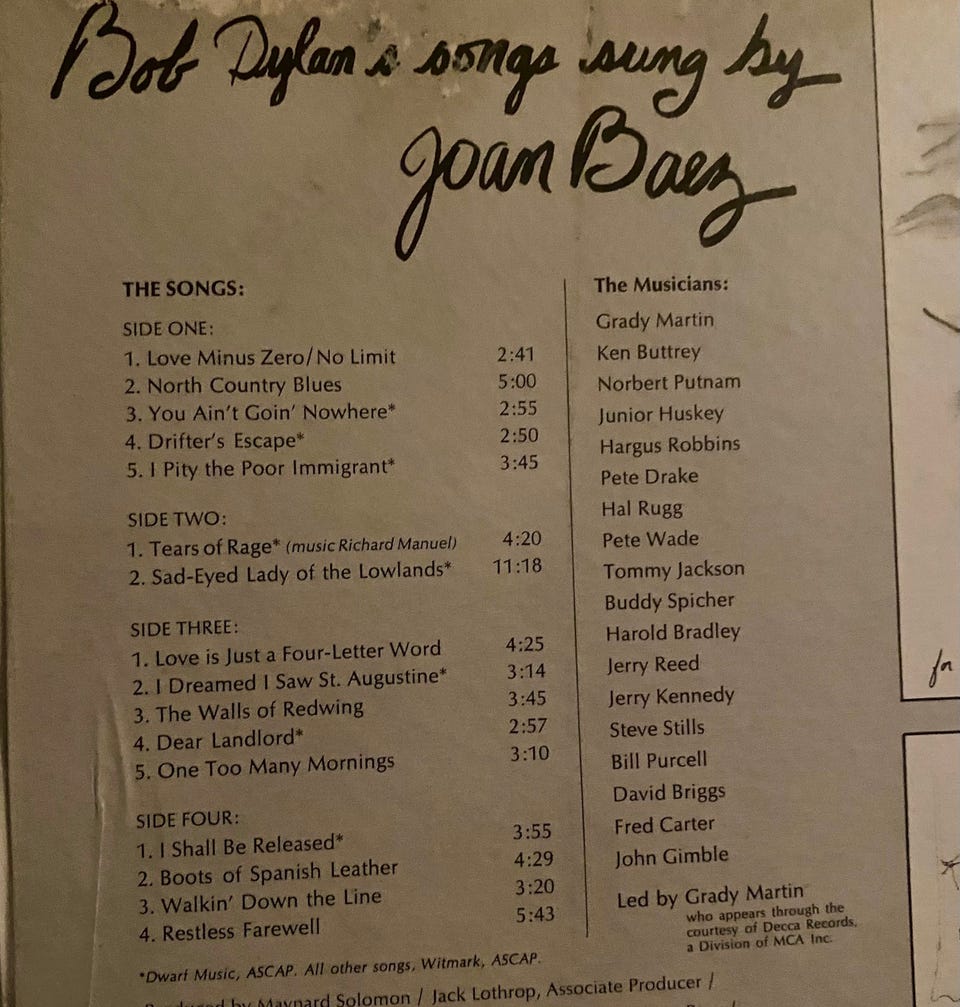 Bob Dylan's songs sung by
Joan Baez
THE SONGS:
SIDE ONE:
1. Love Minus Zero/No Limit 2:41
2. North Country Blues 5:00
3. You Ain't Goin' Nowhere* 2:55
4. Drifter's Escape* 2:50
5. I Pity the Poor Immigrant* 3:45
SIDE TWO:
1. Tears of Rage* (music Richard Manuel) 4:20
2. Sad-Eyed Lady of the Lowlands* 11:18
SIDE THREE:
1. Love is Just a Four-Letter Word 4:25
2. I Dreamed I Saw St. Augustine* 3:14
3. The Walls of Redwing 3:45
4. Dear Landlord* 2:57
5. One Too Many Mornings 3:10
SIDE FOUR:
1. I Shall Be Released* 3:55
2. Boots of Spanish Leather 4:29
3. Walkin' Down the Line 3:20
4. Restless Farewell 5:43
*Dwarf Music, ASCAP. All other songs, Witmark, ASCAP.
Produced by Maynard Solomon / Jack Lothrop, Associate Producer /
The Musicians:
Grady Martin
Ken Buttrey
Norbert Putnam
Junior Huskey
Hargus Robbins
Pete Drake
Hal Rugg
Pete Wade
Tommy Jackson
Buddy Spicher
Harold Bradley
Jerry Reed
Jerry Kennedy
Steve Stills
Bill Purcell
David Briggs
Fred Carter
John Gimble
Led by Grady Martin
who appears through the
courtesy of Decca Records,
a Division of MCA Inc.
for